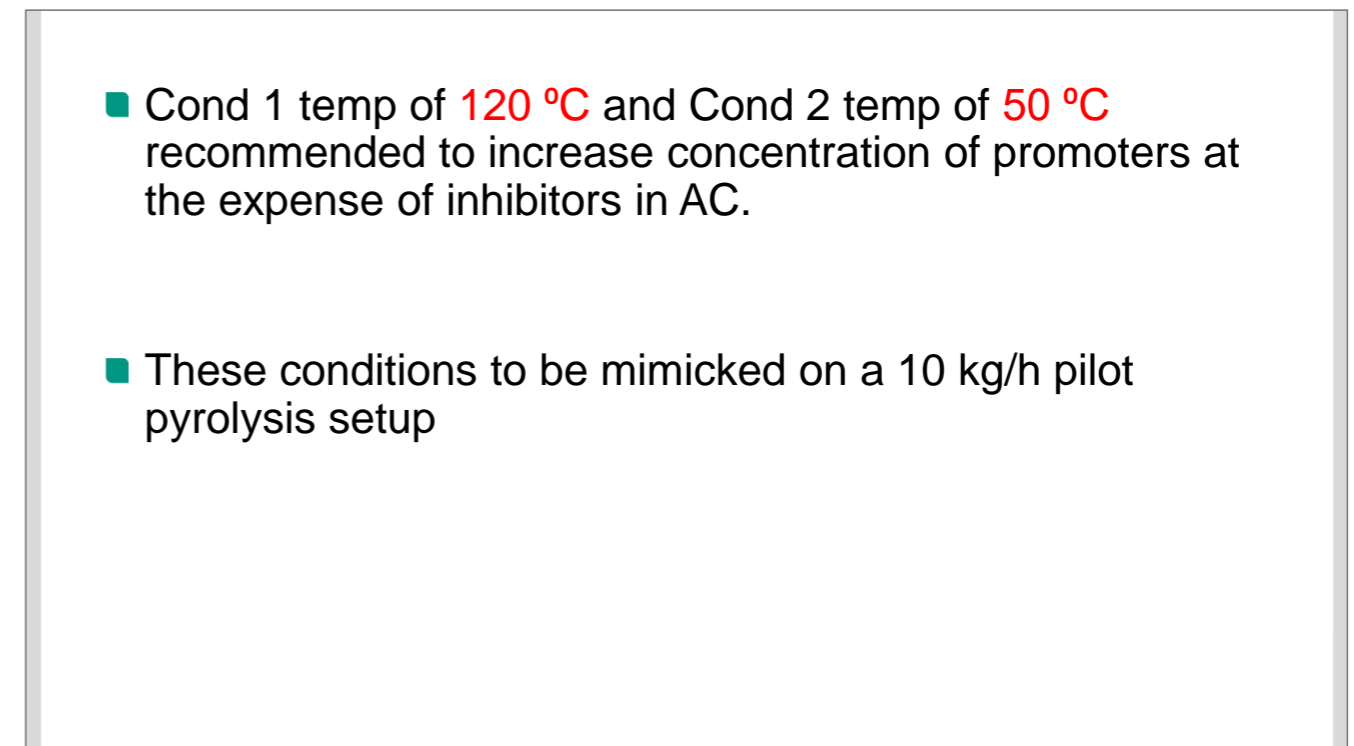 Cond 1 temp of 120 ºC and Cond 2 temp of 50 ºC
recommended to increase concentration of promoters at
the expense of inhibitors in AC.
These conditions to be mimicked on a 10 kg/h pilot
pyrolysis setup